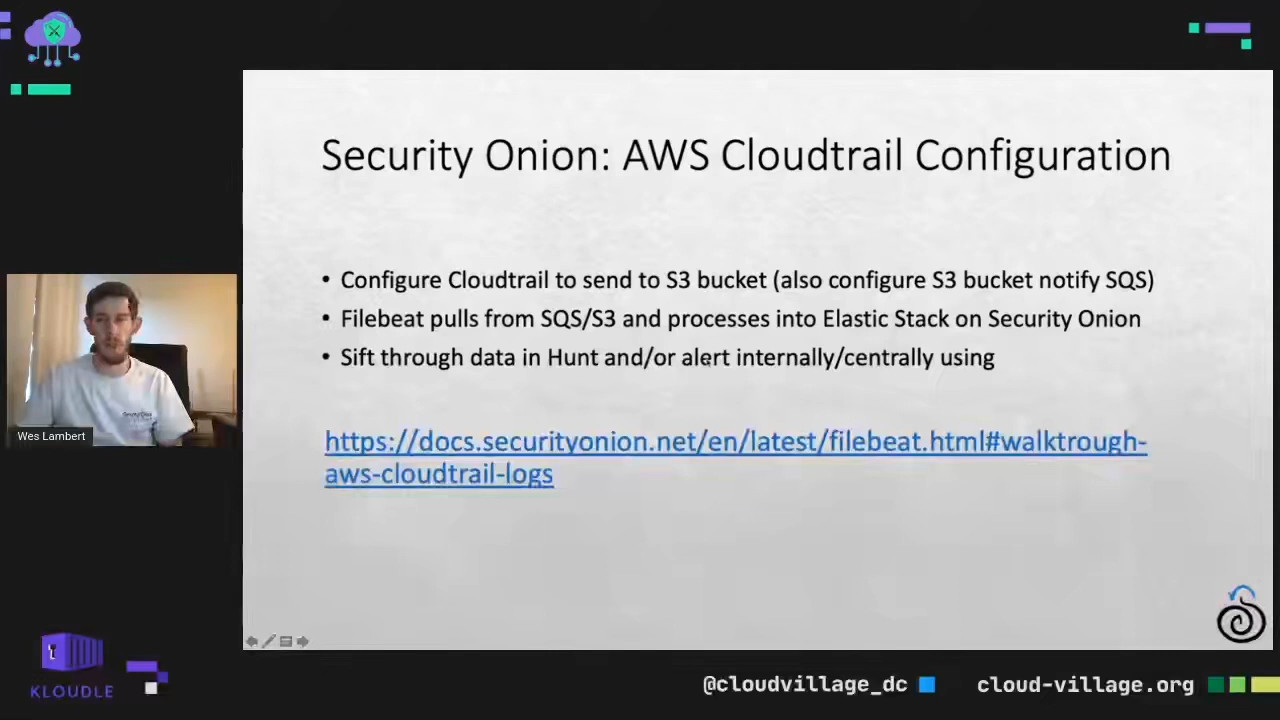 Security Onion: AWS Cloudtrail Configuration
• Configure Cloudtrail to send to S3 bucket (also configure S3 bucket notify SQS)
• Filebeat pulls from SQS/S3 and processes into Elastic Stack on Security Onion
• Sift through data in Hunt and/or alert internally/centrally using
https://docs.securityonion.net/en/latest/filebeat.html#walktrough-
aws-cloudtrail-logs
Wes Lambert
KLOUDLE
@cloudvillage_dc
cloud-village.org